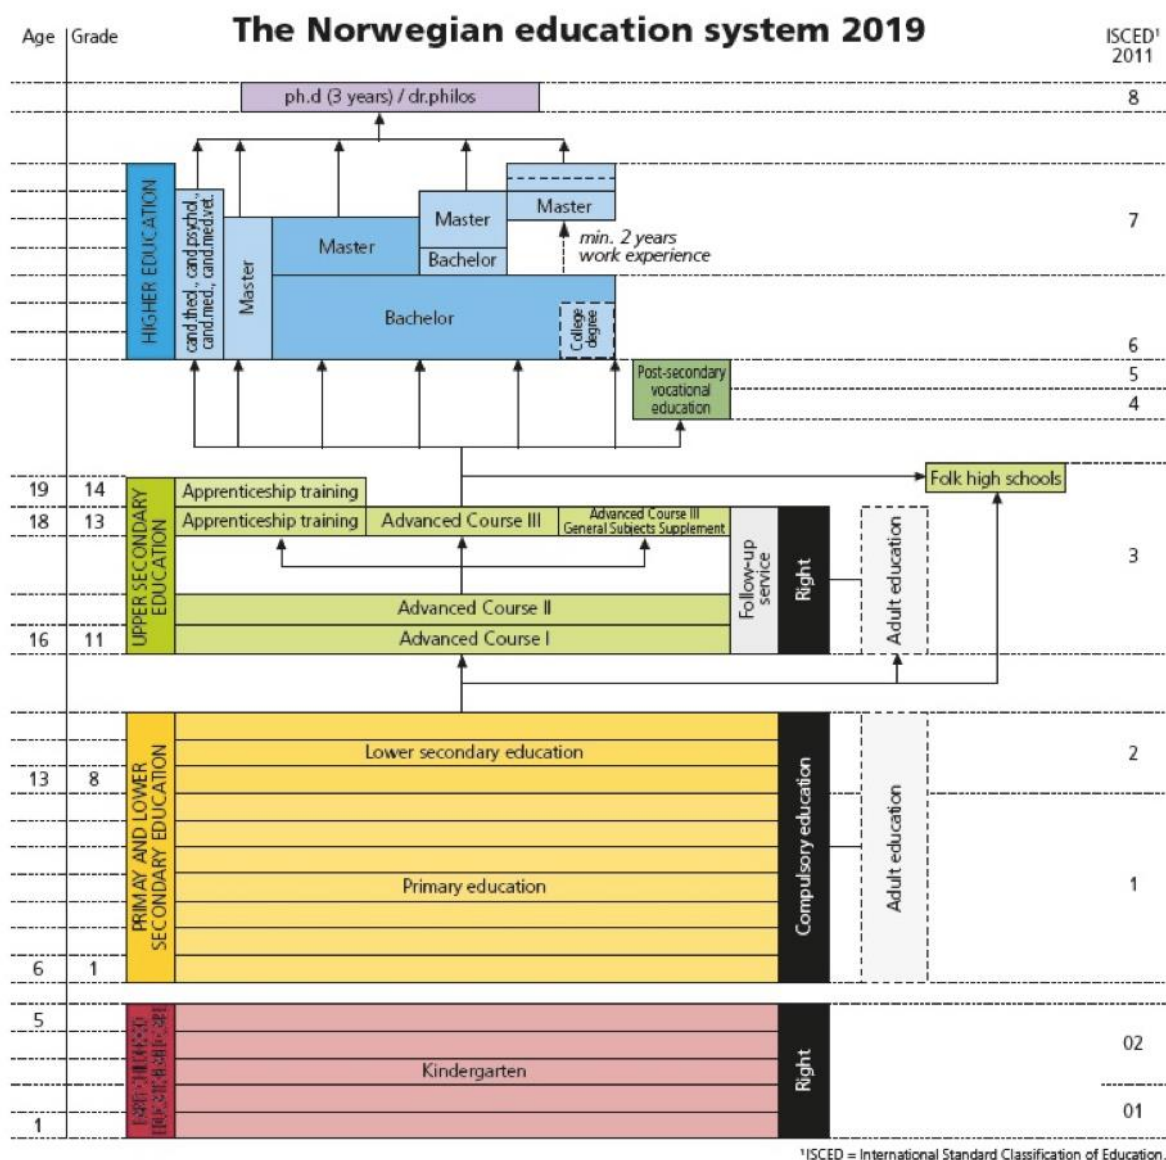 The Norwegian education system 2019
Age
Grade
ISCED¹
2011
ph.d (3 years) / dr.philos
8
HIGHER EDUCATION
cand.theol., cand.psychol.,
cand.med., cand.med.vet.
Master
Master
Master
Bachelor
Master
min. 2 years
work experience
7
Bachelor
College
degree
6
Post-secondary
vocational
education
5
4
Folk high schools
19
14
Apprenticeship training
18
13
Apprenticeship training
Advanced Course III
Advanced Course III
General Subjects Supplement
UPPER SECONDARY
EDUCATION
Follow-up
service
Right
Adult education
3
Advanced Course II
16
11
Advanced Course I
PRIMAY AND LOWER
SECONDARY EDUCATION
Lower secondary education
2
13
8
Compulsory education
Adult education
Primary education
1
6
1
5
Kindergarten
Right
02
01
1
¹ISCED = International Standard Classification of Education.